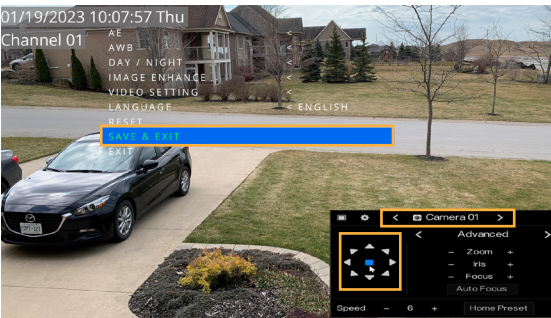 01/19/2023 10:07:57 Thu
Channel 01
AE <
AWB <
DAY / NIGHT <
IMAGE ENHANCE <
VIDEO SETTING <
LANGUAGE < ENGLISH
RESET
SAVE & EXIT
EXIT
< Camera 01 >
< Advanced >
- Zoom +
- Iris +
- Focus +
Auto Focus
Speed - 6 +
Home Preset